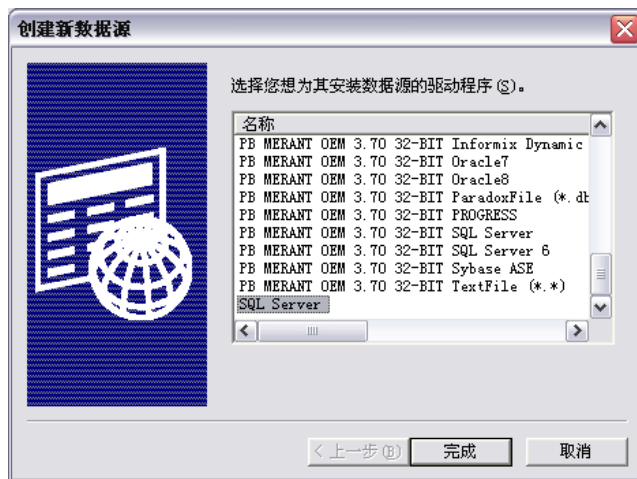 创建新数据源
选择您想为其安装数据源的驱动程序(S)。
名称
PB MERANT OEM 3.70 32-BIT Informix Dynamic
PB MERANT OEM 3.70 32-BIT Oracle7
PB MERANT OEM 3.70 32-BIT Oracle8
PB MERANT OEM 3.70 32-BIT ParadoxFile (*.db
PB MERANT OEM 3.70 32-BIT PROGRESS
PB MERANT OEM 3.70 32-BIT SQL Server
PB MERANT OEM 3.70 32-BIT SQL Server 6
PB MERANT OEM 3.70 32-BIT Sybase ASE
PB MERANT OEM 3.70 32-BIT TextFile (*.*)
SQL Server
< 上一步(B) 完成 取消